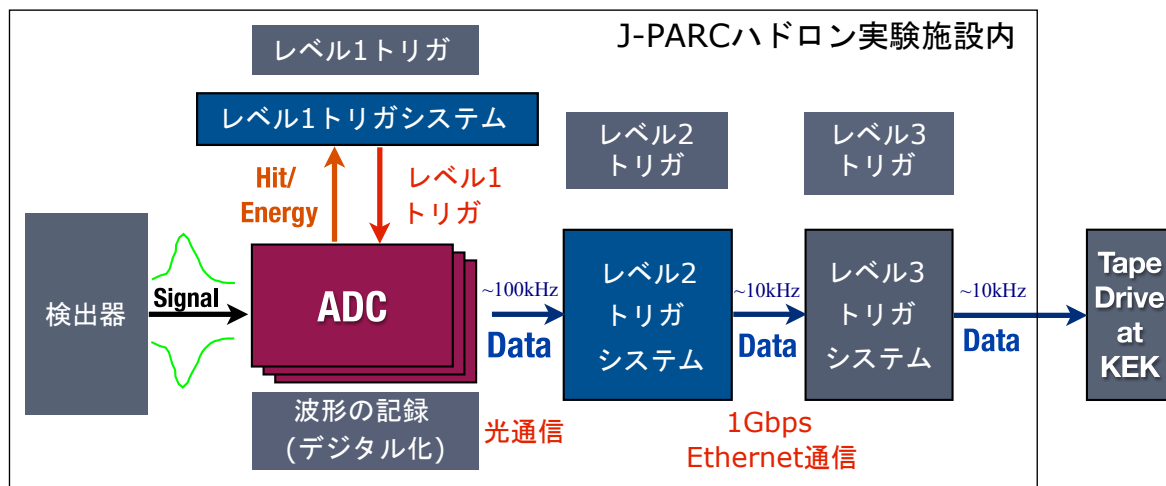 J-PARCハドロン実験施設内
レベル1トリガ
レベル1トリガシステム
Hit/
Energy
レベル1
トリガ
レベル2
トリガ
レベル3
トリガ
検出器
Signal
ADC
~100kHz
Data
レベル2
トリガ
システム
~10kHz
Data
レベル3
トリガ
システム
~10kHz
Data
Tape
Drive
at
KEK
波形の記録
(デジタル化)
光通信
1Gbps
Ethernet通信